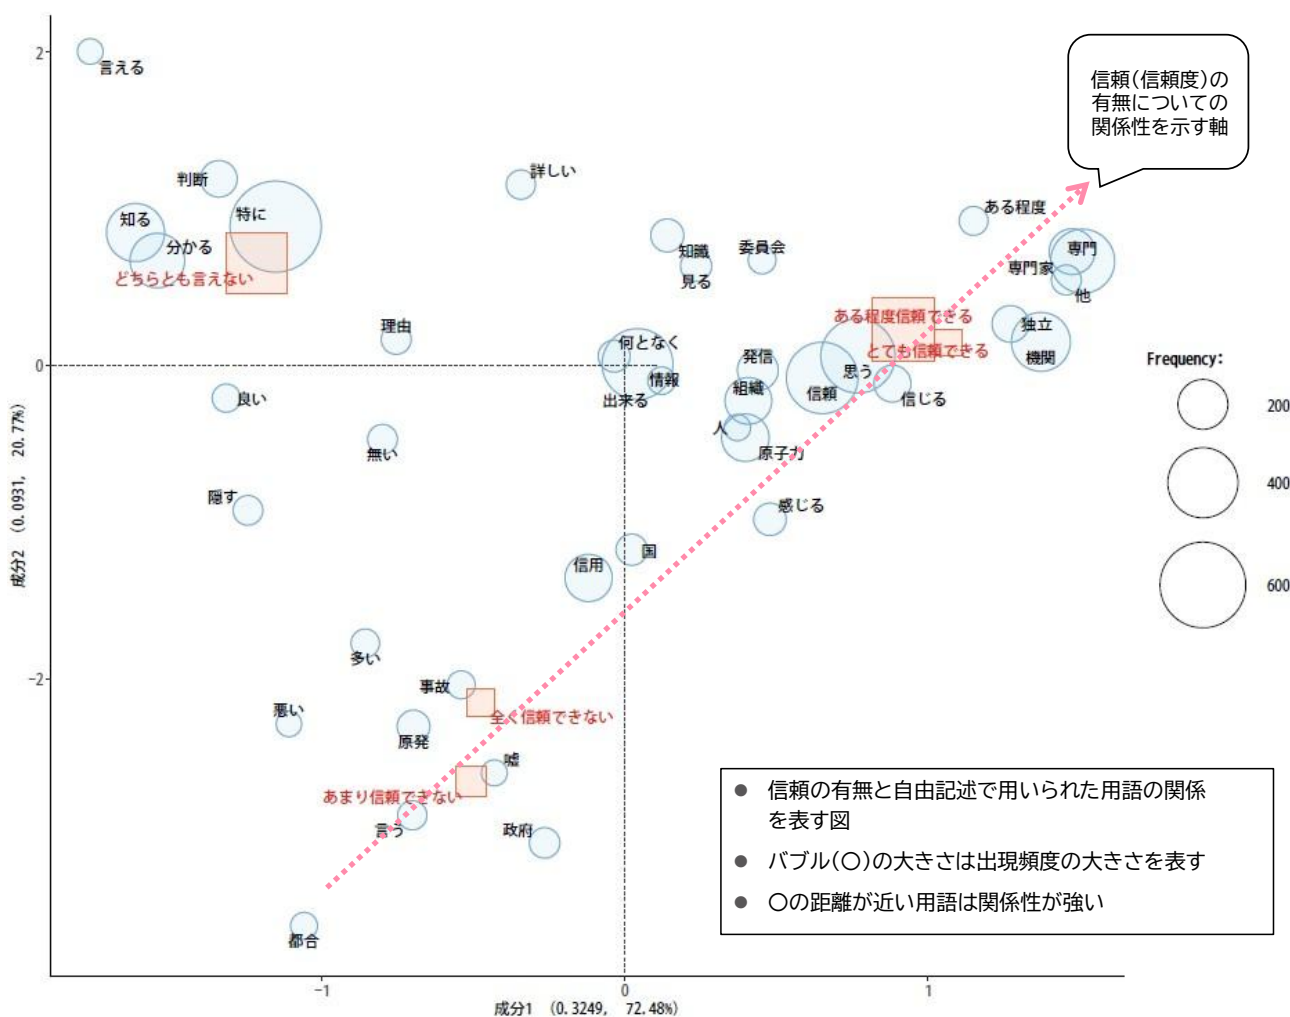 2
言える
信頼(信頼度)の
有無についての
関係性を示す軸
判断
詳しい
知る
特に
ある程度
分かる
知識
委員会
専門
専門家
どちらとも言えない
見る
他
理由
ある程度信頼できる
独立
何となく
発信
とても信頼できる
機関
Frequency:
0
情報
思う
組織
信頼
良い
出来る
信じる
200
人
無い
原子力
400
隠す
感じる
国
信用
600
成分2 (0.0931, 20.77%)
多い
-2
事故
悪い
全く信頼できない
原発
嘘
あまり信頼できない
言う
政府
都合
● 信頼の有無と自由記述で用いられた用語の関係
を表す図
● バブル(〇)の大きさは出現頻度の大きさを表す
● 〇の距離が近い用語は関係性が強い
-1
0
1
成分1 (0.3249, 72.48%)